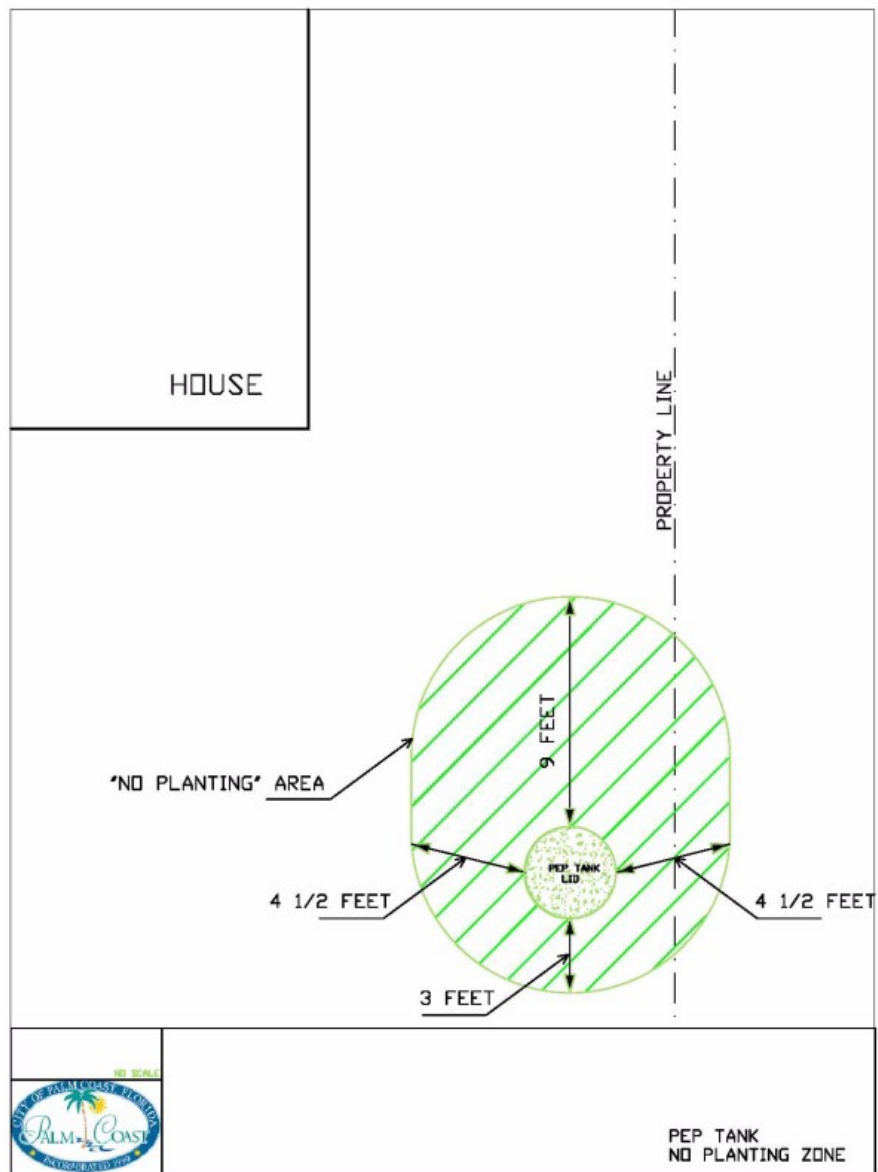 HOUSE
PROPERTY LINE
9 FEET
"NO PLANTING" AREA
PEP TANK
LID
4 1/2 FEET
4 1/2 FEET
3 FEET
NO SCALE
CITY OF PALM COAST, FLORIDA
PALM COAST
INCORPORATED 1999
PEP TANK
NO PLANTING ZONE